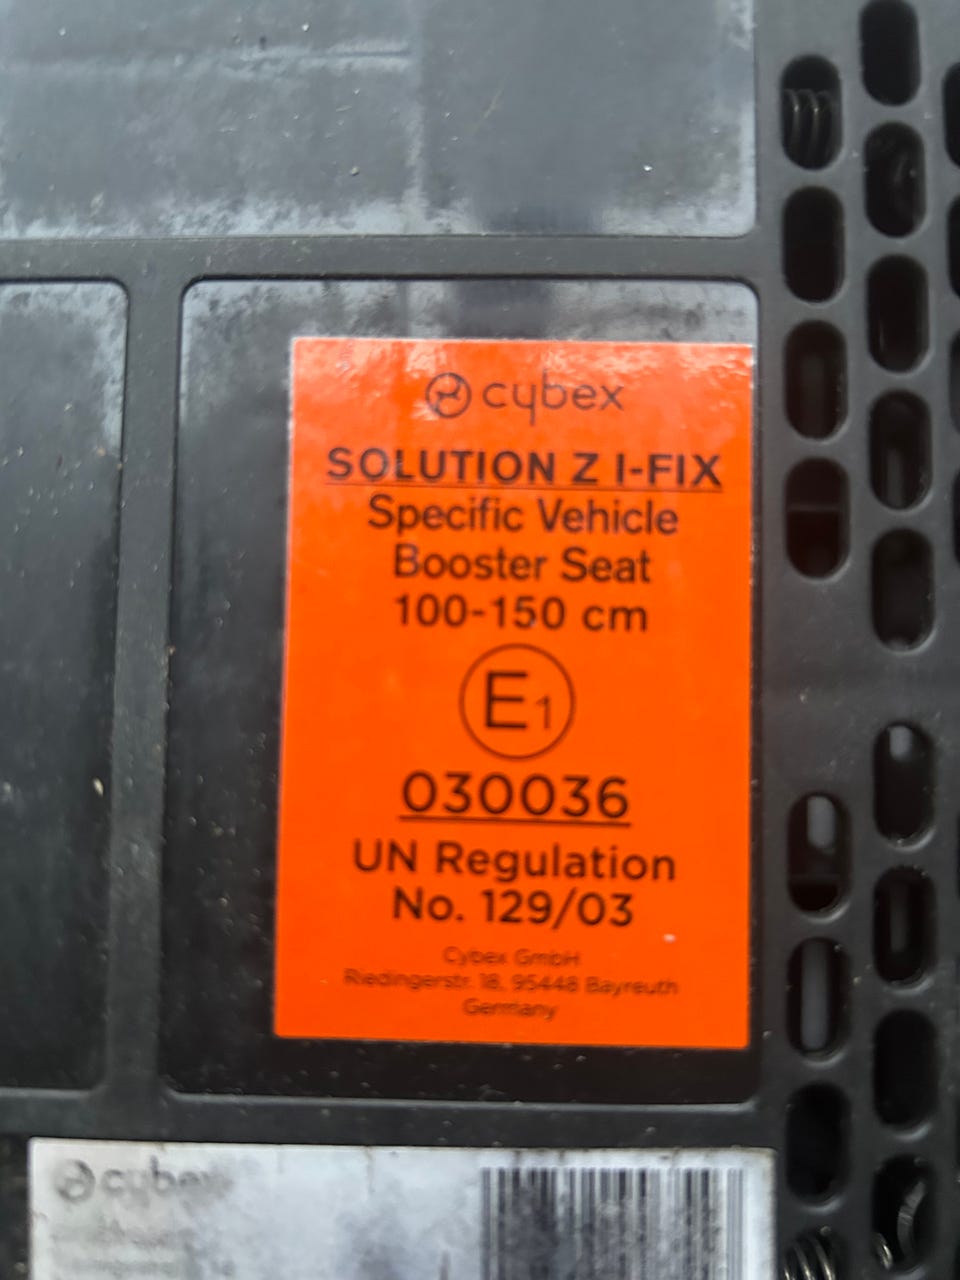 cybex
SOLUTION Z I-FIX
Specific Vehicle
Booster Seat
100-150 cm
E1
030036
UN Regulation
No. 129/03
Cybex GmbH
Riedingerstr. 18, 95448 Bayreuth
Germany
cybex